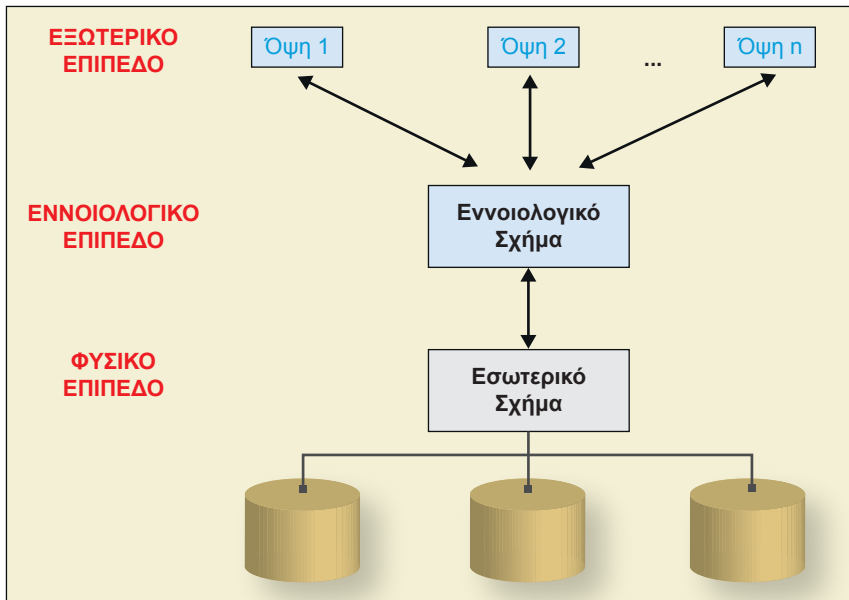 ΕΞΩΤΕΡΙΚΟ
ΕΠΙΠΕΔΟ
Όψη 1
Όψη 2
...
Όψη n
ΕΝΝΟΙΟΛΟΓΙΚΟ
ΕΠΙΠΕΔΟ
Εννοιολογικό
Σχήμα
ΦΥΣΙΚΟ
ΕΠΙΠΕΔΟ
Εσωτερικό
Σχήμα